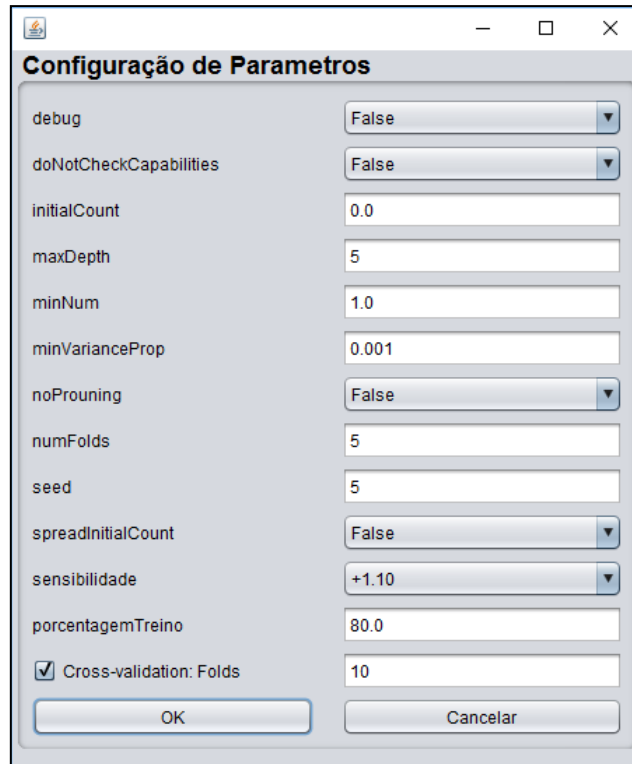 Configuração de Parametros
debug False
doNotCheckCapabilities False
initialCount 0.0
maxDepth 5
minNum 1.0
minVarianceProp 0.001
noProuning False
numFolds 5
seed 5
spreadInitialCount False
sensibilidade +1.10
porcentagemTreino 80.0
Cross-validation: Folds 10
OK Cancelar